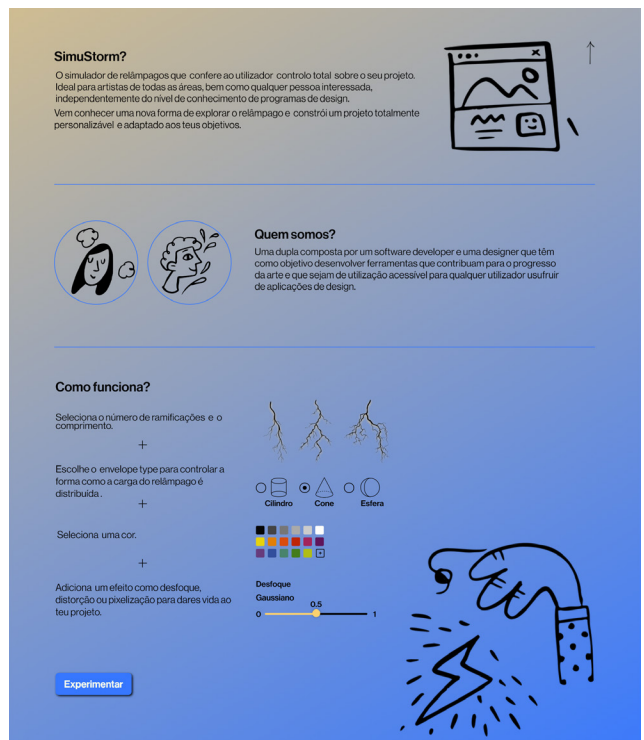 SimuStorm?
O simulador de relâmpagos que confere ao utilizador controlo total sobre o seu projeto.
Ideal para artistas de todas as áreas, bem como qualquer pessoa interessada,
independentemente do nível de conhecimento de programas de design.
Vem conhecer uma nova forma de explorar o relâmpago e constrói um projeto totalmente
personalizável e adaptado aos teus objetivos.
Quem somos?
Uma dupla composta por um software developer e uma designer que têm
como objetivo desenvolver ferramentas que contribuam para o progresso
da arte e que sejam de utilização acessível para qualquer utilizador usufruir
de aplicações de design.
Como funciona?
Seleciona o número de ramificações e o
comprimento.
+
Escolhe o envelope type para controlar a
forma como a carga do relâmpago é
distribuída .
Cilindro Cone Esfera
+
Seleciona uma cor.
+
Adiciona um efeito como desfoque,
distorção ou pixelização para dares vida ao
teu projeto.
Desfoque
Gaussiano
0.5
0 1
Experimentar